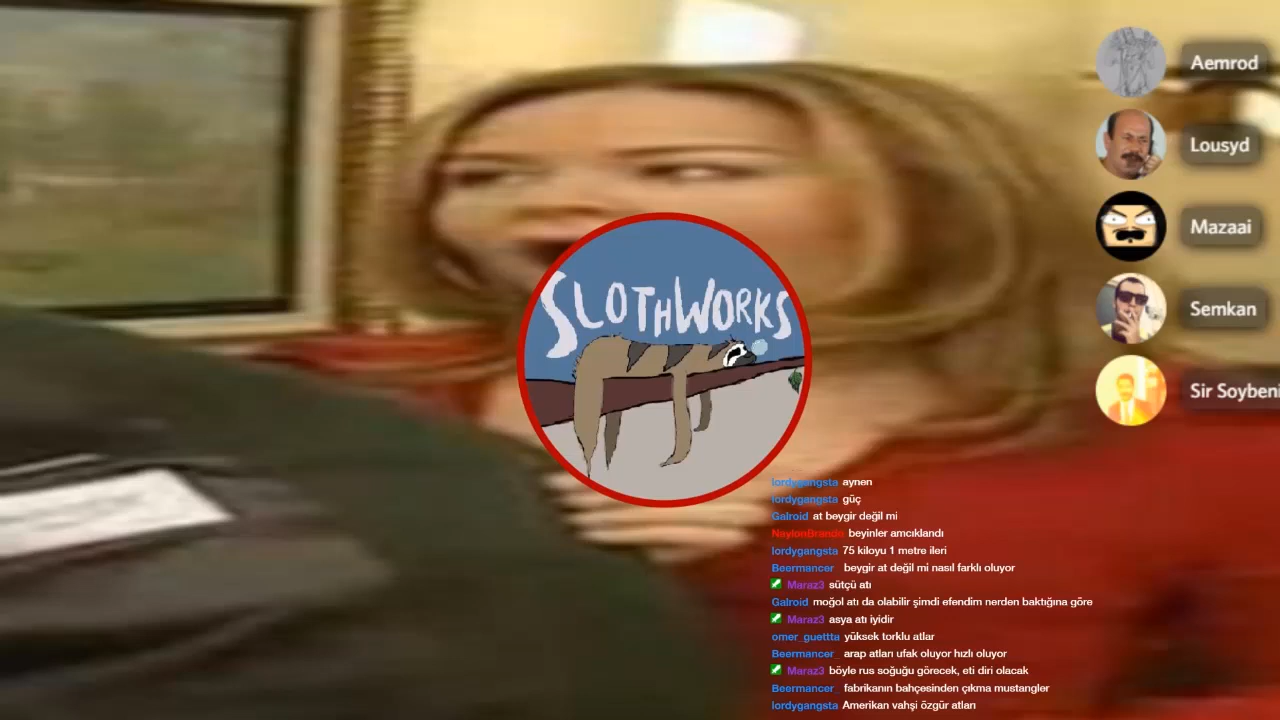 Aemrod
Lousyd
Mazaai
Semkan
Sir Soybeni
SLOTHWORKS
lordygangsta aynen
lordygangsta güç
Galroid at beygir değil mi
NaylonBrando beyinler amcıklandı
lordygangsta 75 kiloyu 1 metre ileri
Beermancer_ beygir at değil mi nasıl farklı oluyor
Maraz3 sütçü atı
Galroid moğol atı da olabilir şimdi efendim nerden baktığına göre
Maraz3 asya atı iyidir
omer_guettta yüksek torklu atlar
Beermancer_ arap atları ufak oluyor hızlı oluyor
Maraz3 böyle rus soğuğu görecek, eti diri olacak
Beermancer_ fabrikanın bahçesinden çıkma mustangler
lordygangsta Amerikan vahşi özgür atları